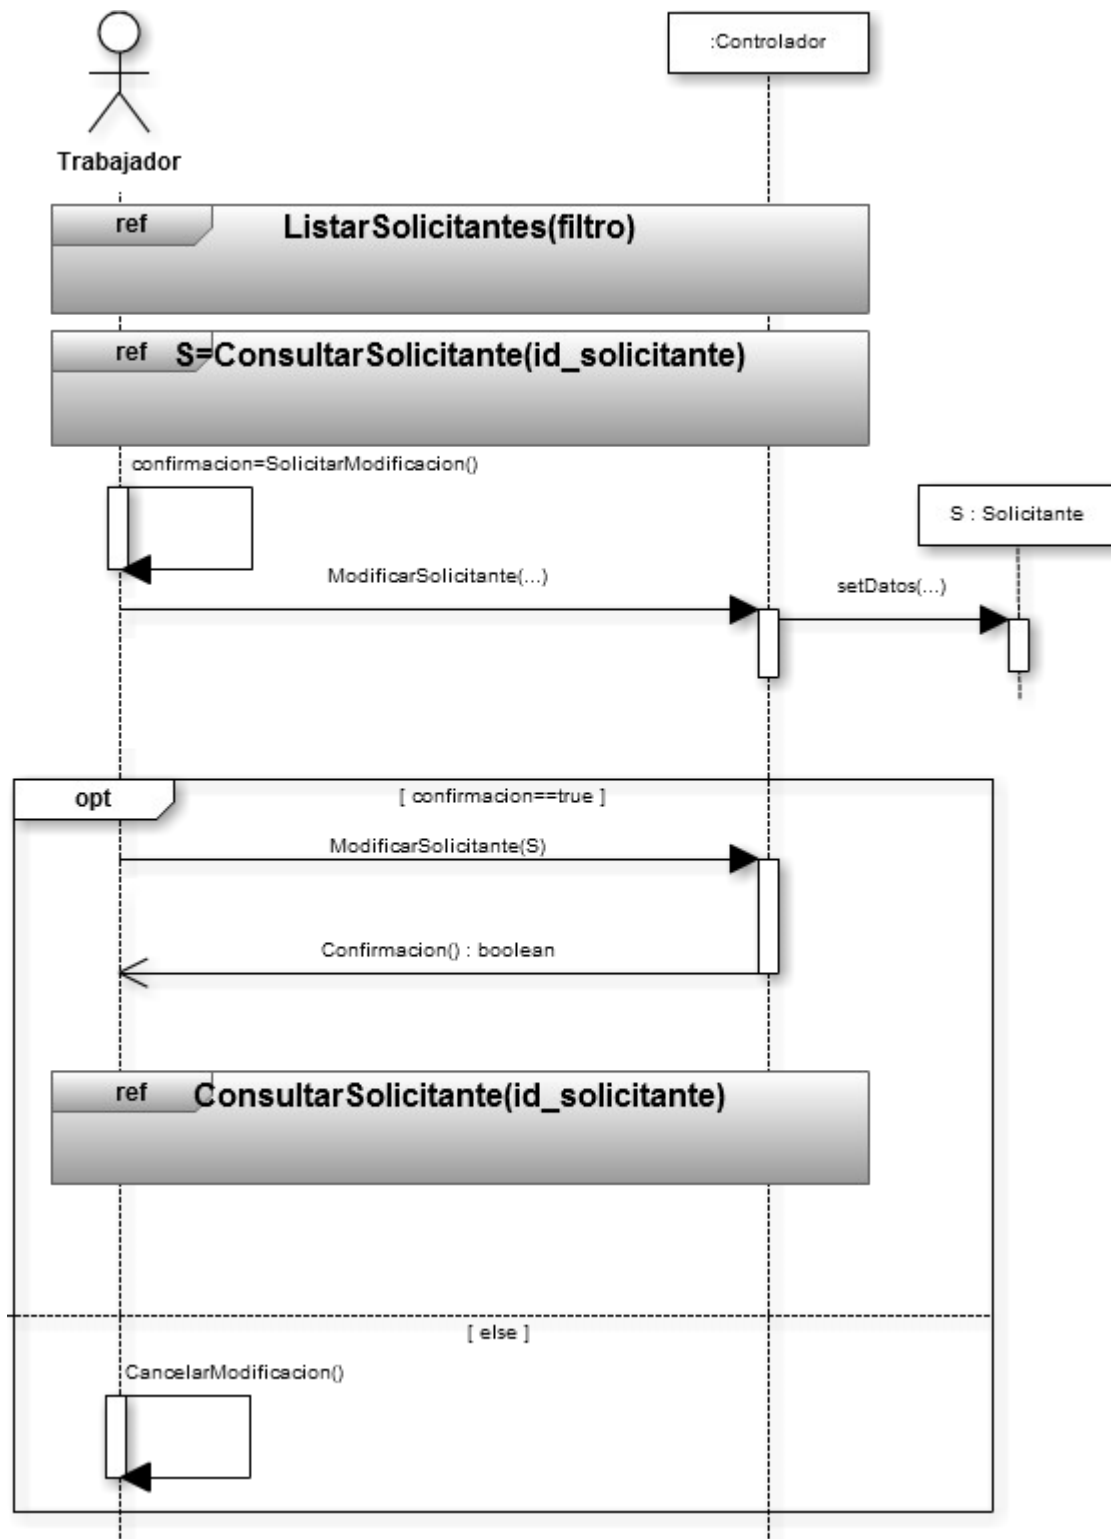 :Controlador
Trabajador
ref
ListarSolicitantes(filtro)
ref
S=ConsultarSolicitante(id_solicitante)
confirmacion=SolicitarModificacion()
S : Solicitante
ModificarSolicitante(...)
setDatos(...)
opt
[ confirmacion==true ]
ModificarSolicitante(S)
Confirmacion() : boolean
ref
ConsultarSolicitante(id_solicitante)
[ else ]
CancelarModificacion()